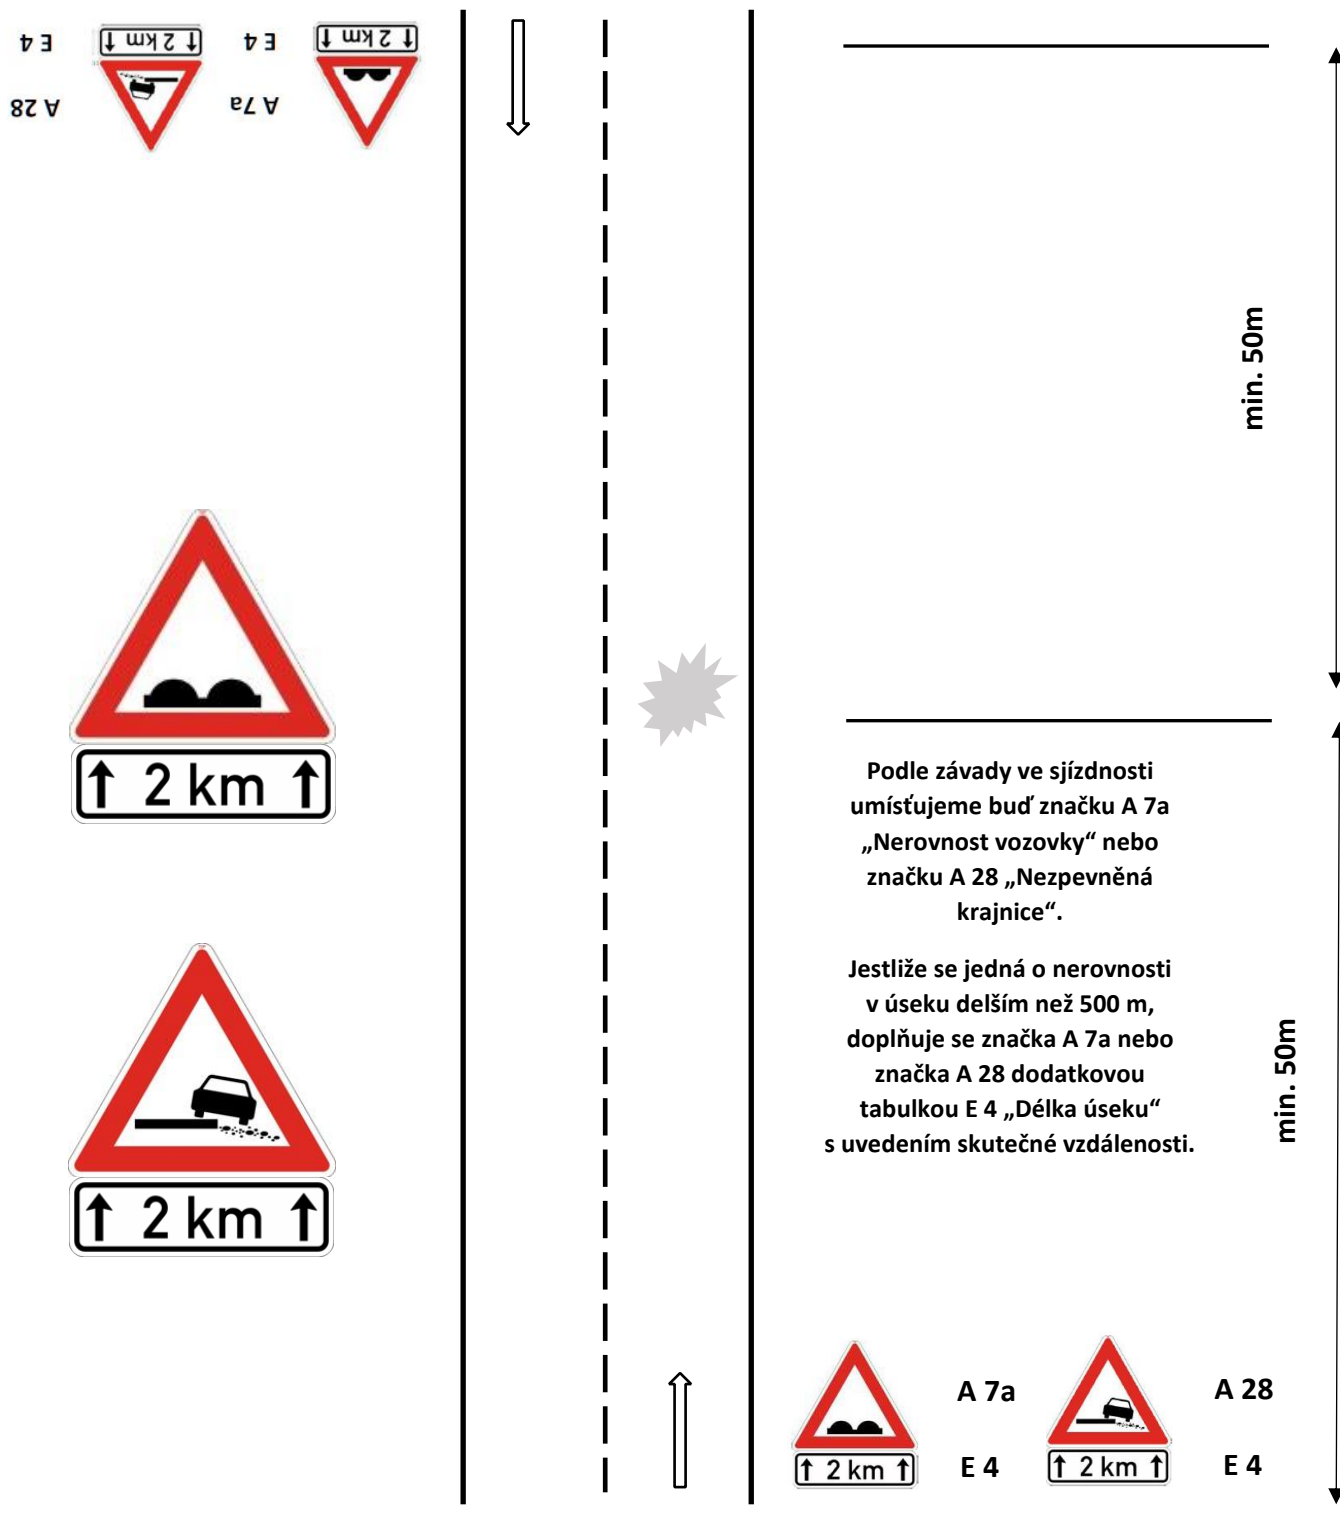 E 4
2 km
E 4
2 km
A 28
A 7a
min. 50m
2 km
Podle závady ve sjízdnosti
umísťujeme buď značku A 7a
„Nerovnost vozovky“ nebo
značku A 28 „Nezpevněná
krajnice“.
Jestliže se jedná o nerovnosti
v úseku delším než 500 m,
doplňuje se značka A 7a nebo
značka A 28 dodatkovou
tabulkou E 4 „Délka úseku“
s uvedením skutečné vzdálenosti.
min. 50m
2 km
A 7a
A 28
2 km
E 4
2 km
E 4